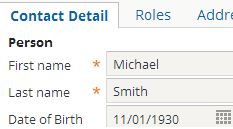 Contact Detail Roles
Person
First name * Michael
Last name * Smith
Date of Birth 11/01/1930